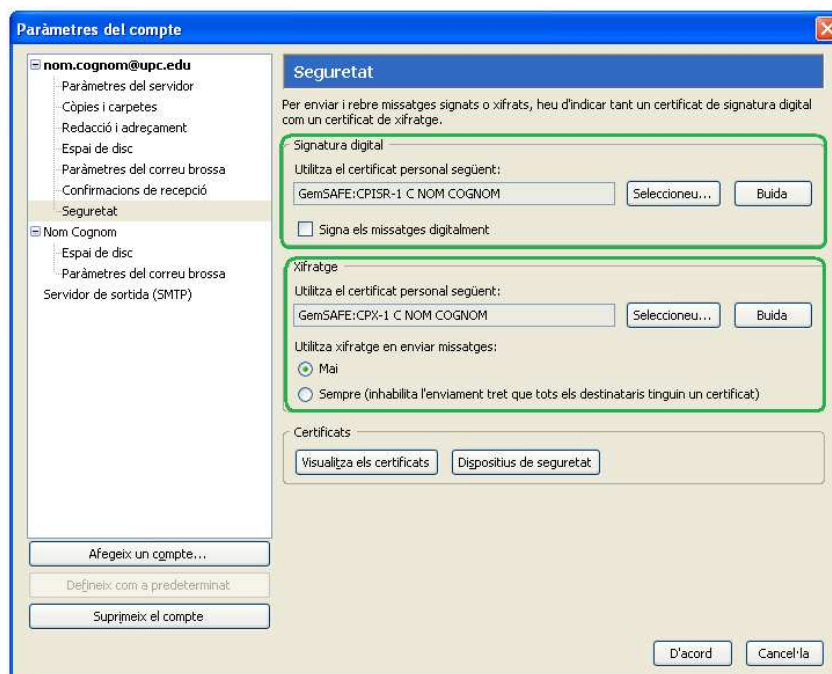 Paràmetres del compte
nom.cognom@upc.edu
Paràmetres del servidor
Còpies i carpetes
Redacció i adreçament
Espai de disc
Paràmetres del correu brossa
Confirmacions de recepció
Seguretat
Nom Cognom
Espai de disc
Paràmetres del correu brossa
Servidor de sortida (SMTP)
Afegeix un compte...
Defineix com a predeterminat
Suprimeix el compte
Seguretat
Per enviar i rebre missatges signats o xifrats, heu d'indicar tant un certificat de signatura digital
com un certificat de xifratge.
Signatura digital
Utilitza el certificat personal següent:
GemSAFE:CPISR-1 C NOM COGNOM
Seleccioneu...
Buida
Signa els missatges digitalment
Xifratge
Utilitza el certificat personal següent:
GemSAFE:CPX-1 C NOM COGNOM
Seleccioneu...
Buida
Utilitza xifratge en enviar missatges:
Mai
Sempre (inhabilita l'enviament tret que tots els destinataris tinguin un certificat)
Certificats
Visualitza els certificats
Dispositius de seguretat
D'acord
Cancel·la